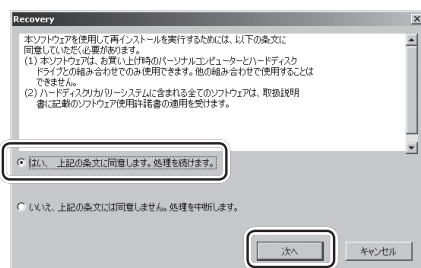 Recovery
本ソフトウェアを使用して再インストールを実行するためには、以下の条文に
同意していただく必要があります。
(1) 本ソフトウェアは、お買い上げ時のパーソナルコンピューターとハードディスク
ドライブとの組み合わせでのみ使用できます。他の組み合わせで使用することは
できません。
(2) ハードディスクリカバリーシステムに含まれる全てのソフトウェアは、取扱説明
書に記載のソフトウェア使用許諾書の適用を受けます。
はい、 上記の条文に同意します。処理を続けます。
いいえ、上記の条文には同意しません。処理を中断します。
次へ
キャンセル